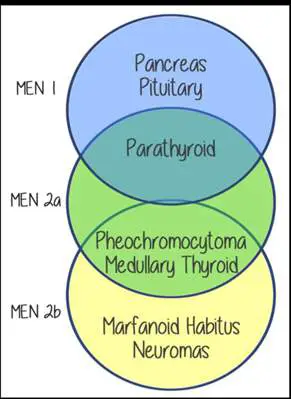 MEN 1
Pancreas
Pituitary
Parathyroid
MEN 2a
Pheochromocytoma
Medullary Thyroid
MEN 2b
Marfanoid Habitus
Neuromas